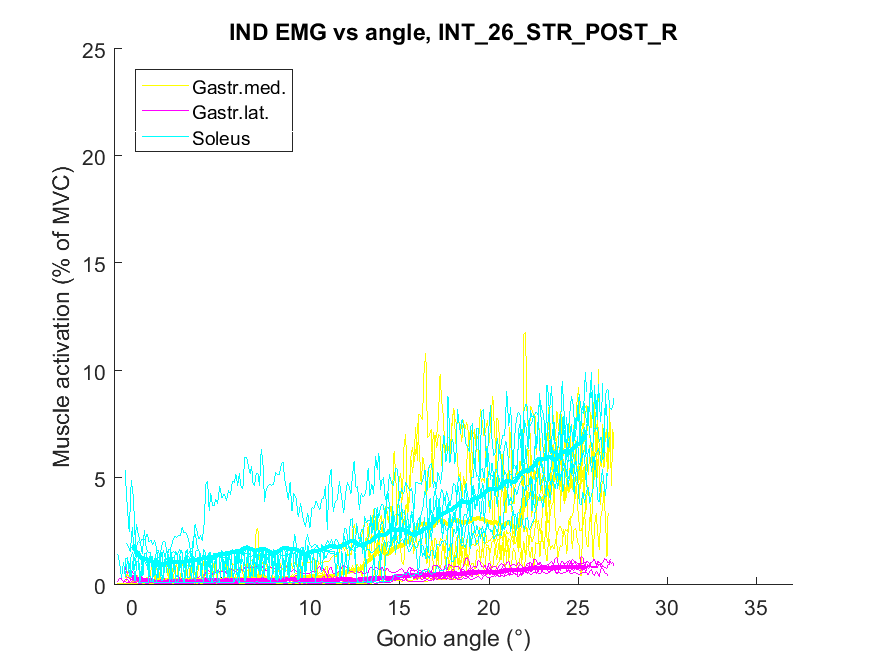 IND EMG vs angle, INT_26_STR_POST_R
25
20
15
10
5
0
Muscle activation (% of MVC)
Gastr.med.
Gastr.lat.
Soleus
0 5 10 15 20 25 30 35
Gonio angle (°)